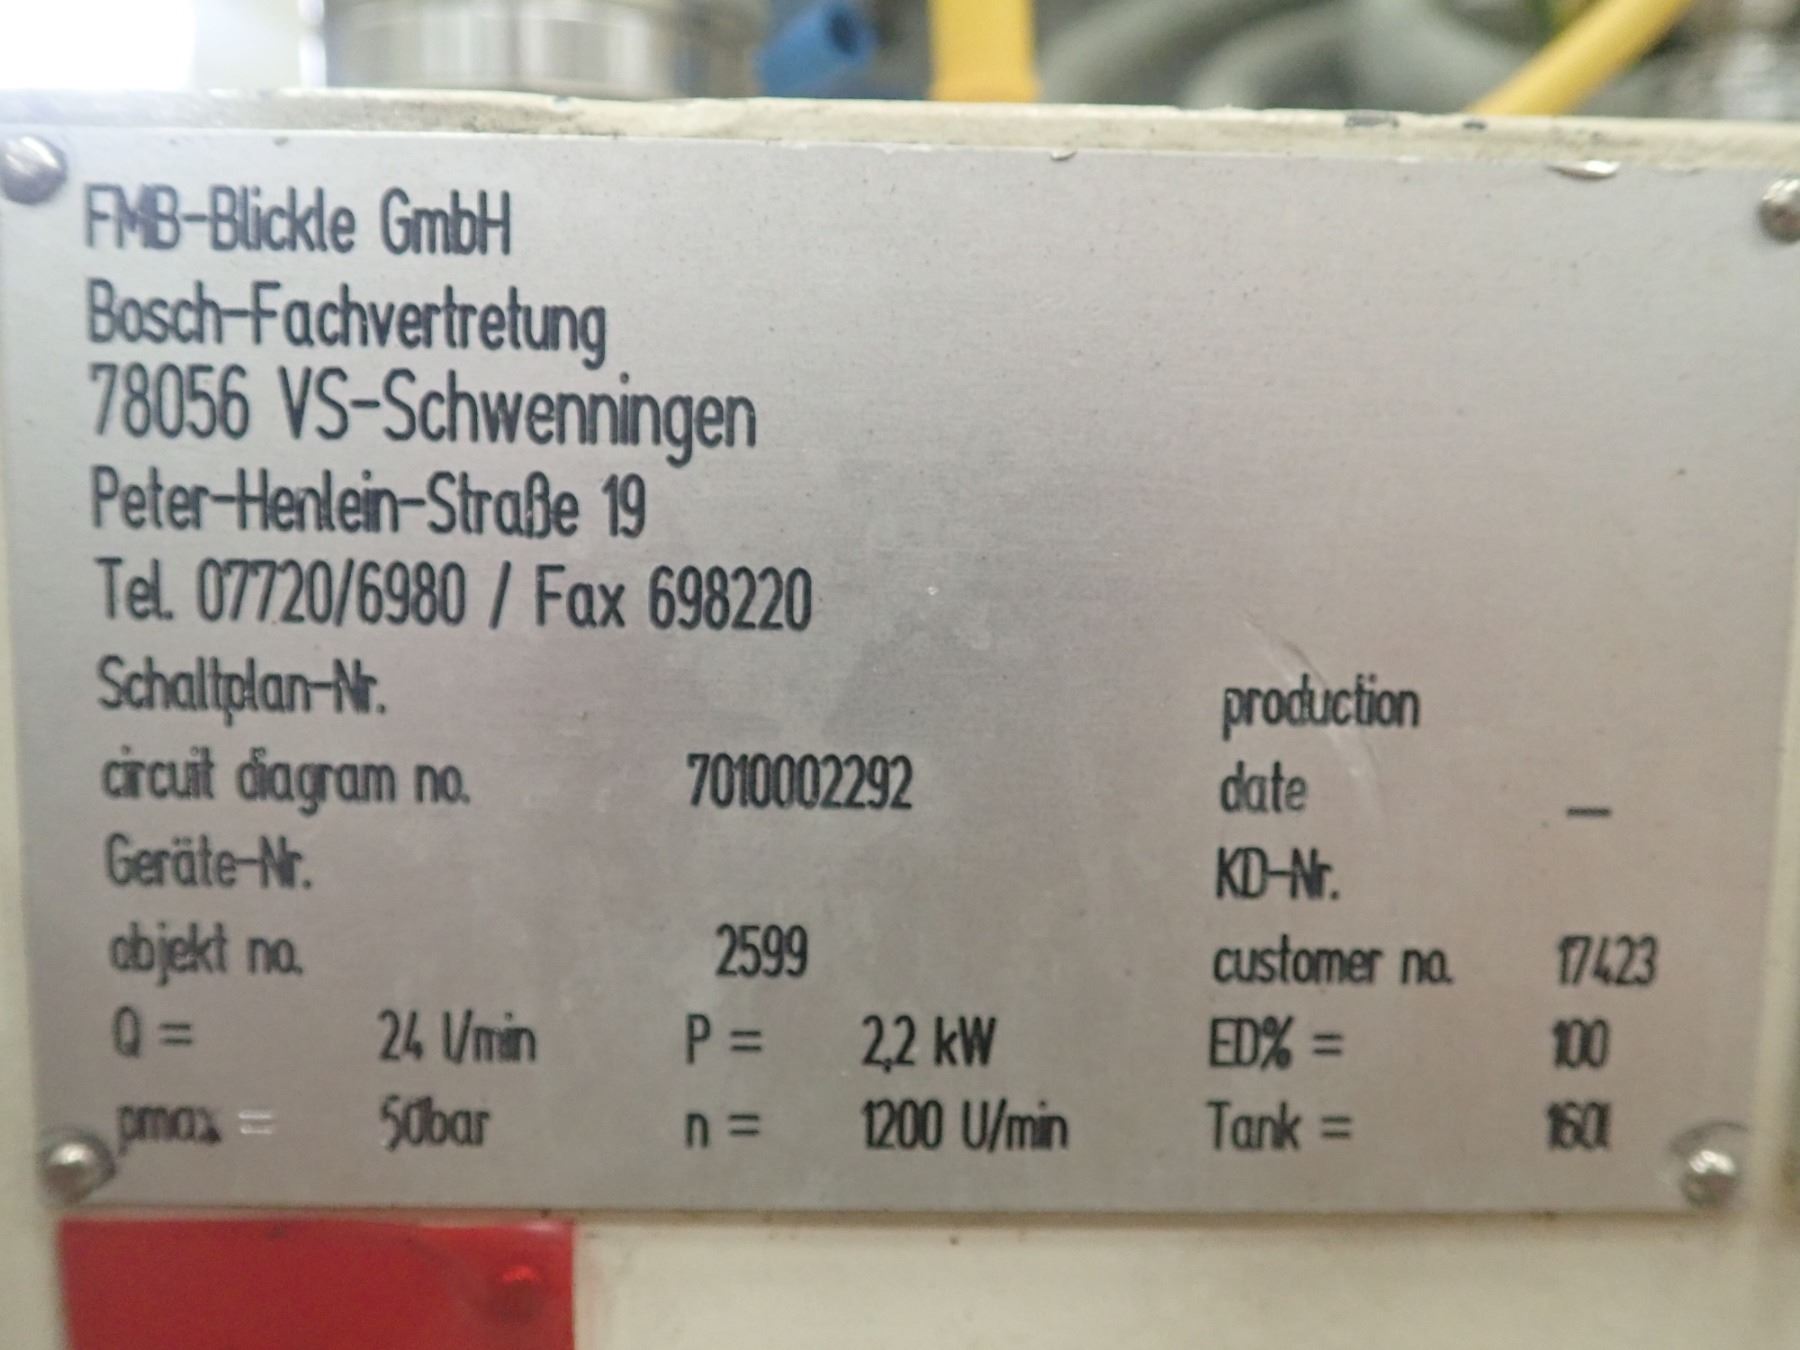 FMB-Blickle GmbH
Bosch-Fachvertretung
78056 VS-Schwenningen
Peter-Henlein-Straße 19
Tel. 07720/6980 / Fax 698220
Schaltplan-Nr. production
circuit diagram no. 7010002292 date _
Geräte-Nr. KD-Nr.
objekt no. 2599 customer no. 17423
Q = 24 l/min P = 2,2 kW ED% = 100
pmax = 50bar n = 1200 U/min Tank = 160l